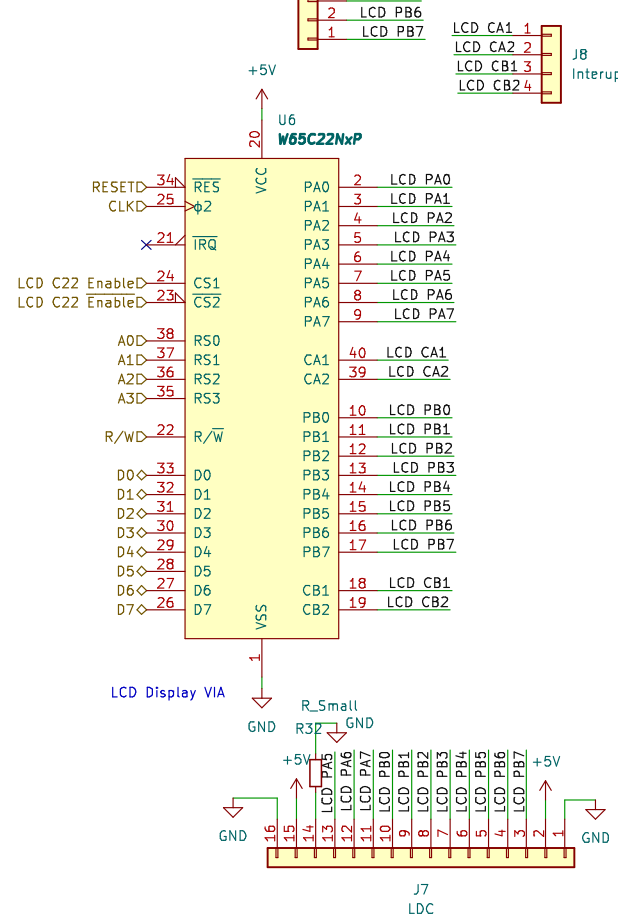 2 LCD PB6
1 LCD PB7
LCD CA1 1
LCD CA2 2
LCD CB1 3
LCD CB2 4
J8
Interup
+5V
U6
W65C22NxP
20
VCC
RESET 34 RES
CLK 25 ϕ2
21 IRQ
LCD C22 Enable 24 CS1
LCD C22 Enable 23 CS2
A0 38 RS0
A1 37 RS1
A2 36 RS2
A3 35 RS3
R/W 22 R/W
D0 33 D0
D1 32 D1
D2 31 D2
D3 30 D3
D4 29 D4
D5 28 D5
D6 27 D6
D7 26 D7
PA0 2 LCD PA0
PA1 3 LCD PA1
PA2 4 LCD PA2
PA3 5 LCD PA3
PA4 6 LCD PA4
PA5 7 LCD PA5
PA6 8 LCD PA6
PA7 9 LCD PA7
CA1 40 LCD CA1
CA2 39 LCD CA2
PB0 10 LCD PB0
PB1 11 LCD PB1
PB2 12 LCD PB2
PB3 13 LCD PB3
PB4 14 LCD PB4
PB5 15 LCD PB5
PB6 16 LCD PB6
PB7 17 LCD PB7
CB1 18 LCD CB1
CB2 19 LCD CB2
VSS
1
GND
LCD Display VIA
R_Small
R32
GND
+5V
GND
16
15
14
13 LCD PA5
12 LCD PA6
11 LCD PA7
10 LCD PB0
9 LCD PB1
8 LCD PB2
7 LCD PB3
6 LCD PB4
5 LCD PB5
4 LCD PB6
3 LCD PB7
2
1
+5V
GND
J7
LDC